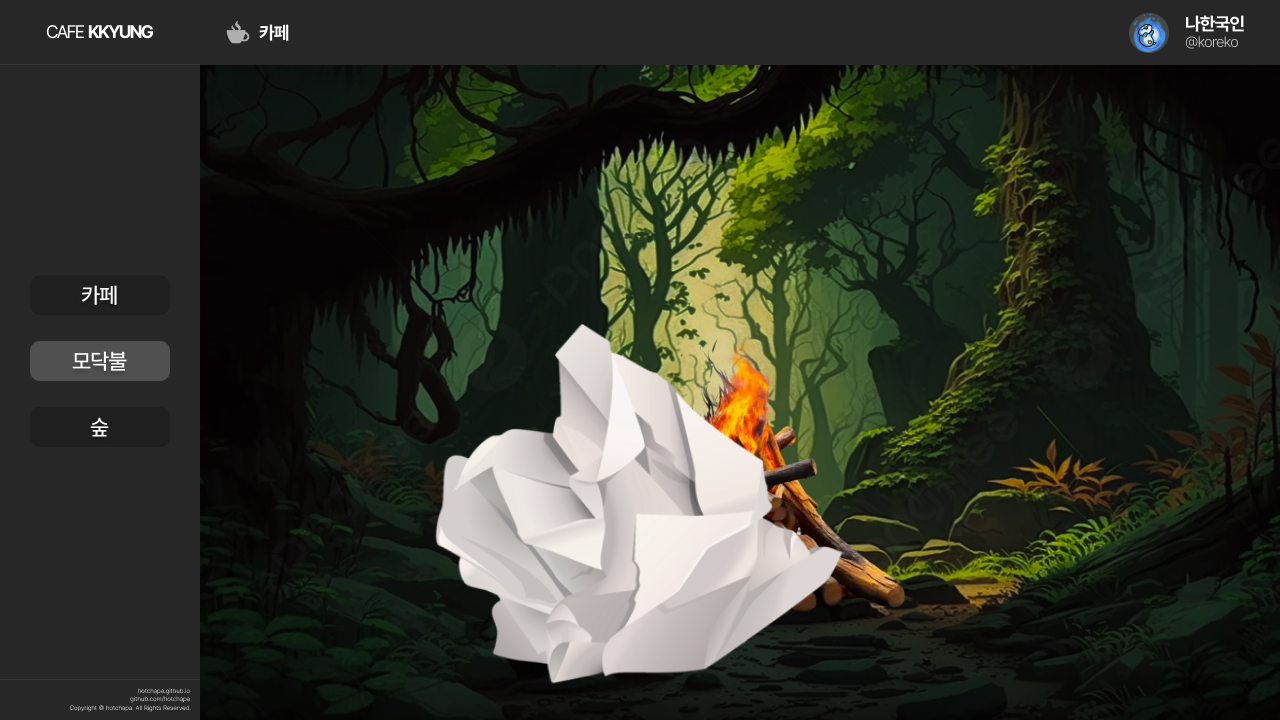 CAFE KKYUNG
카페
나한국인
@koreko
카페
모닥불
숲
hotchapa.github.io
github.com/hotchapa
Copyright © hotchapa. All Rights Reserved.